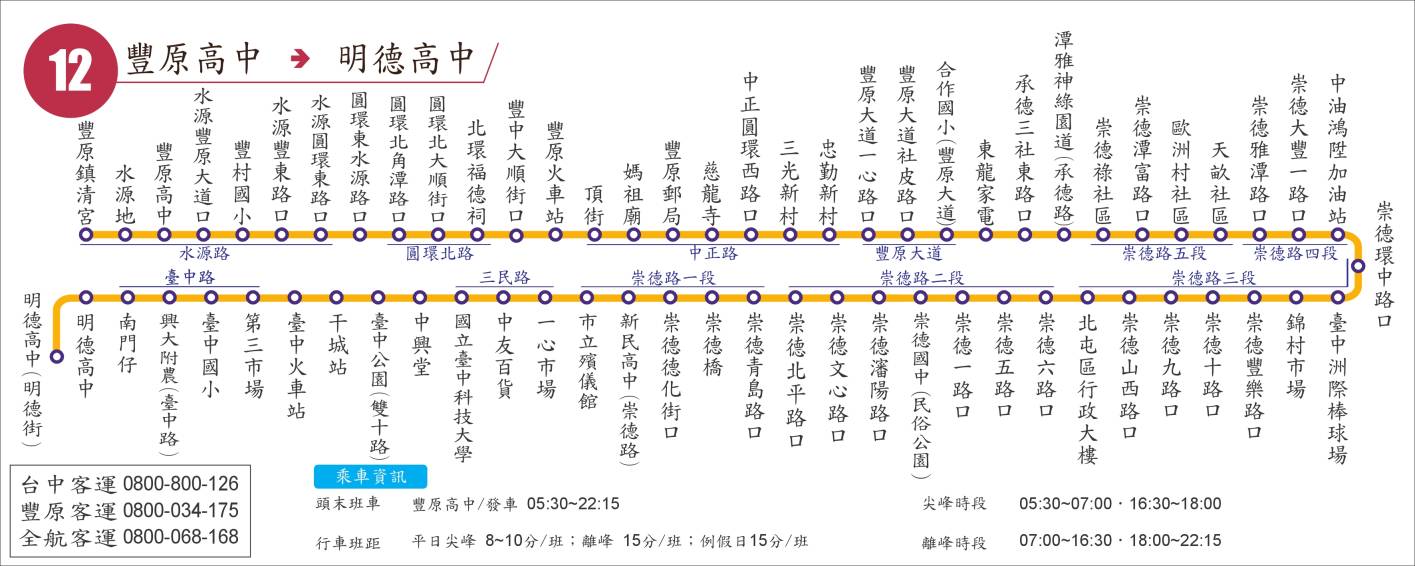 12
豐原高中 → 明德高中
豐原鎮清宮
水源地
豐原高中
水源豐原大道口
豐村國小
水源豐東路口
水源圓環東路口
圓環東水源路口
圓環北角潭路口
圓環北大順街口
北環福德祠
豐中大順街口
豐原火車站
頂街
媽祖廟
豐原郵局
慈龍寺
中正圓環西路口
三光新村
忠勤新村
豐原大道一心路口
豐原大道社皮路口
合作國小(豐原大道)
東龍家電
承德三社東路口
潭雅神綠園道(承德路)
崇德祿社區
崇德潭富路口
歐洲村社區
天畝社區
崇德雅潭路口
崇德大豐一路口
中油鴻陞加油站
崇德環中路口
水源路
圓環北路
中正路
豐原大道
崇德路五段
崇德路四段
臺中路
三民路
崇德路一段
崇德路二段
崇德路三段
明德高中(明德街)
明德高中
南門仔
興大附農(臺中路)
臺中國小
第三市場
臺中火車站
干城站
臺中公園(雙十路)
中興堂
國立臺中科技大學
中友百貨
一心市場
市立殯儀館
新民高中(崇德路)
崇德德化街口
崇德橋
崇德青島路口
崇德北平路口
崇德文心路口
崇德瀋陽路口
崇德國中(民俗公園)
崇德一路口
崇德五路口
崇德六路口
北屯區行政大樓
崇德山西路口
崇德九路口
崇德十路口
崇德豐樂路口
錦村市場
臺中洲際棒球場
台中客運 0800-800-126
豐原客運 0800-034-175
全航客運 0800-068-168
乘車資訊
頭末班車 豐原高中/發車 05:30~22:15 尖峰時段 05:30~07:00．16:30~18:00
行車班距 平日尖峰 8~10分/班；離峰 15分/班；例假日15分/班 離峰時段 07:00~16:30．18:00~22:15